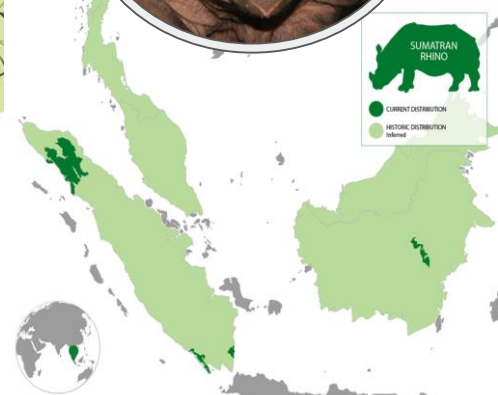 SUMATRAN
RHINO
CURRENT DISTRIBUTION
HISTORIC DISTRIBUTION
Inferred